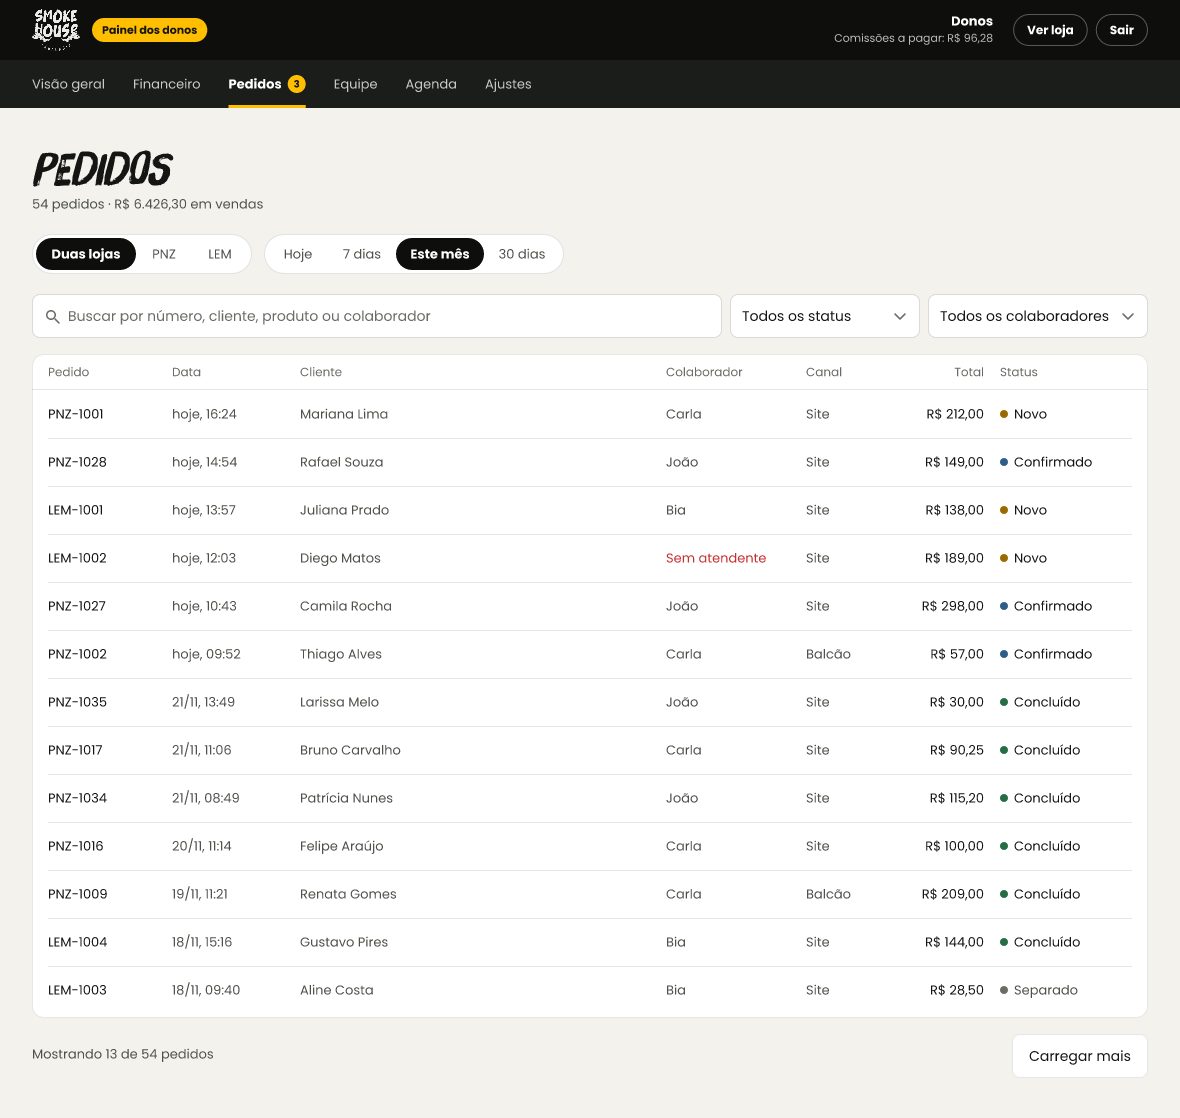 SMOKE
HOUSE
Painel dos donos
Donos
Comissões a pagar: R$ 96,28
Ver loja
Sair
Visão geral
Financeiro
Pedidos 3
Equipe
Agenda
Ajustes
PEDIDOS
54 pedidos · R$ 6.426,30 em vendas
Duas lojas PNZ LEM
Hoje 7 dias Este mês 30 dias
Buscar por número, cliente, produto ou colaborador
Todos os status
Todos os colaboradores
Pedido Data Cliente Colaborador Canal Total Status
PNZ-1001 hoje, 16:24 Mariana Lima Carla Site R$ 212,00 Novo
PNZ-1028 hoje, 14:54 Rafael Souza João Site R$ 149,00 Confirmado
LEM-1001 hoje, 13:57 Juliana Prado Bia Site R$ 138,00 Novo
LEM-1002 hoje, 12:03 Diego Matos Sem atendente Site R$ 189,00 Novo
PNZ-1027 hoje, 10:43 Camila Rocha João Site R$ 298,00 Confirmado
PNZ-1002 hoje, 09:52 Thiago Alves Carla Balcão R$ 57,00 Confirmado
PNZ-1035 21/11, 13:49 Larissa Melo João Site R$ 30,00 Concluído
PNZ-1017 21/11, 11:06 Bruno Carvalho Carla Site R$ 90,25 Concluído
PNZ-1034 21/11, 08:49 Patrícia Nunes João Site R$ 115,20 Concluído
PNZ-1016 20/11, 11:14 Felipe Araújo Carla Site R$ 100,00 Concluído
PNZ-1009 19/11, 11:21 Renata Gomes Carla Balcão R$ 209,00 Concluído
LEM-1004 18/11, 15:16 Gustavo Pires Bia Site R$ 144,00 Concluído
LEM-1003 18/11, 09:40 Aline Costa Bia Site R$ 28,50 Separado
Mostrando 13 de 54 pedidos
Carregar mais